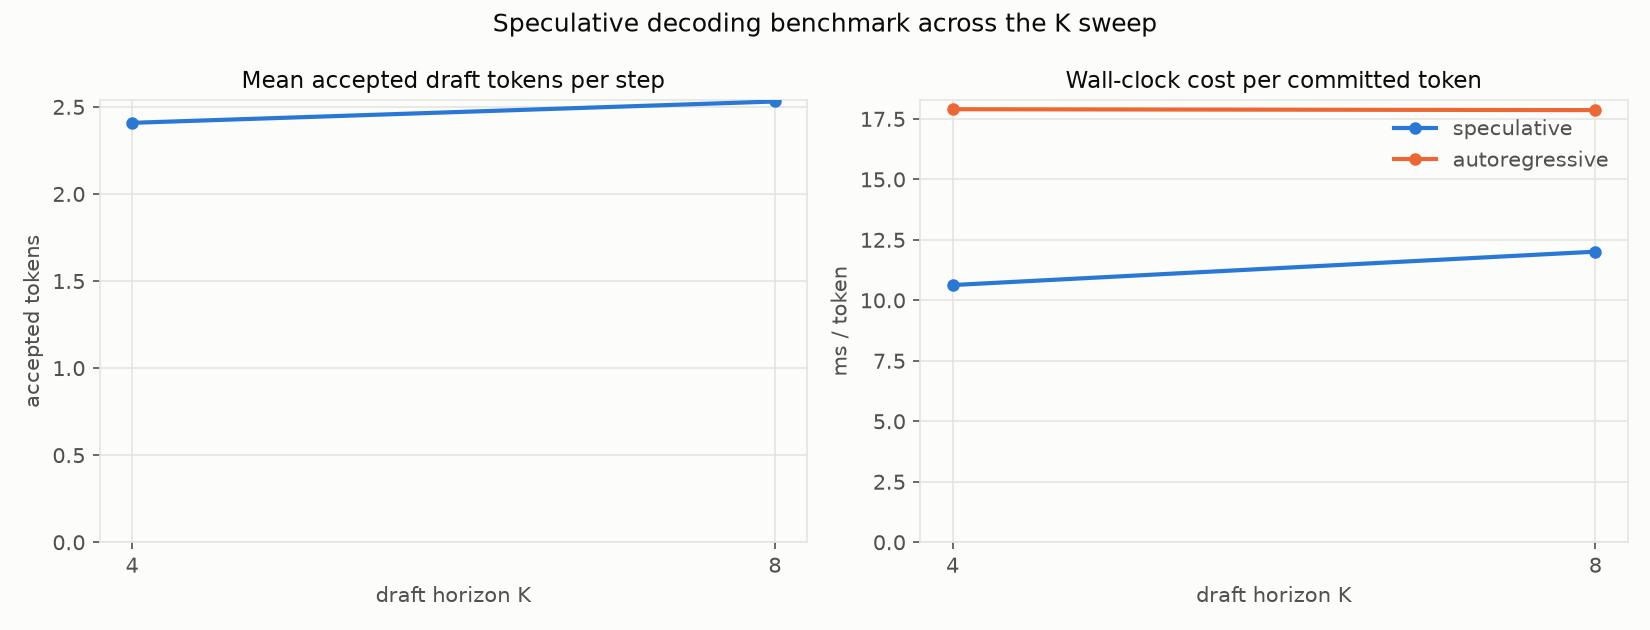 Speculative decoding benchmark across the K sweep
Mean accepted draft tokens per step
accepted tokens
2.5
2.0
1.5
1.0
0.5
0.0
4
8
draft horizon K
Wall-clock cost per committed token
ms / token
17.5
15.0
12.5
10.0
7.5
5.0
2.5
0.0
speculative
autoregressive
4
8
draft horizon K